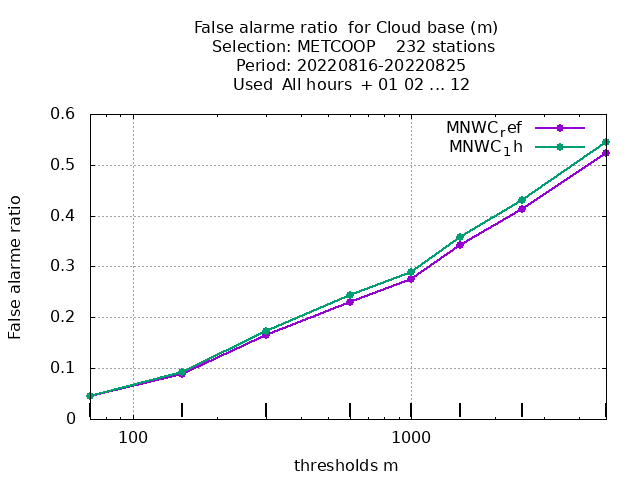 False alarme ratio  for Cloud base (m)
Selection: METCOOP    232 stations
Period: 20220816-20220825
Used  All hours  + 01 02 ... 12
MNWC_ref
MNWC_1h
0.6
0.5
0.4
0.3
0.2
0.1
0
False alarme ratio
100 1000
thresholds m